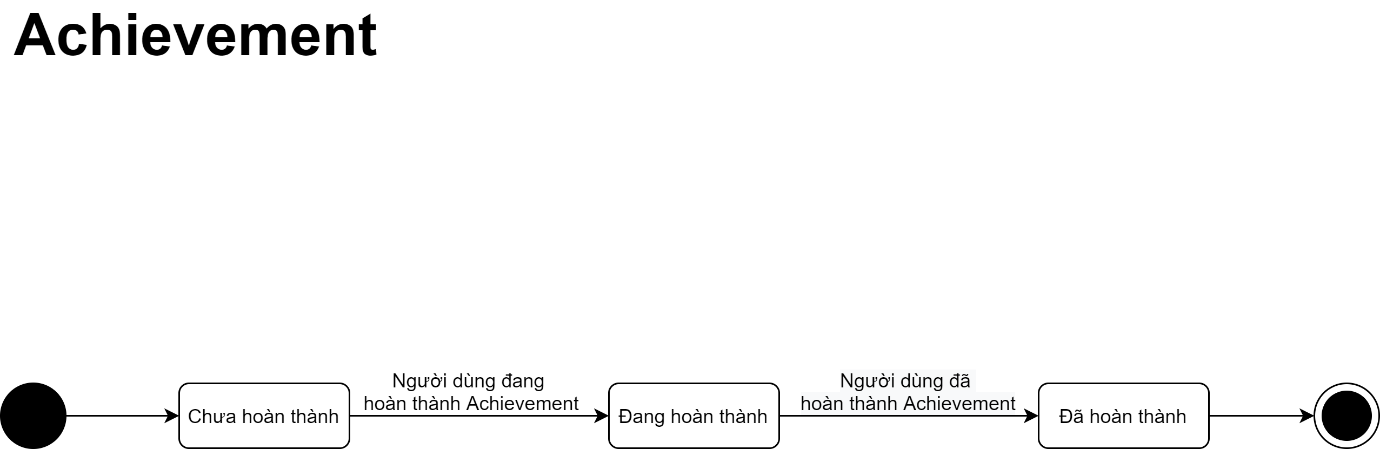 Achievement
Người dùng đang
hoàn thành Achievement
Người dùng đã
hoàn thành Achievement
Chưa hoàn thành
Đang hoàn thành
Đã hoàn thành